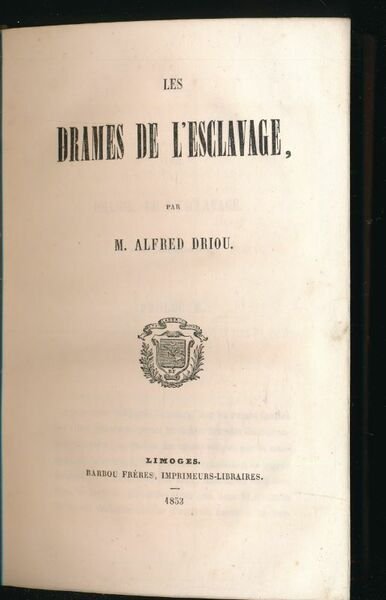 LES
DRAMES DE L'ESCLAVAGE,
PAR
M. ALFRED DRIOU.
LIMOGES.
BARBOU FRÈRES, IMPRIMEURS-LIBRAIRES.
1853